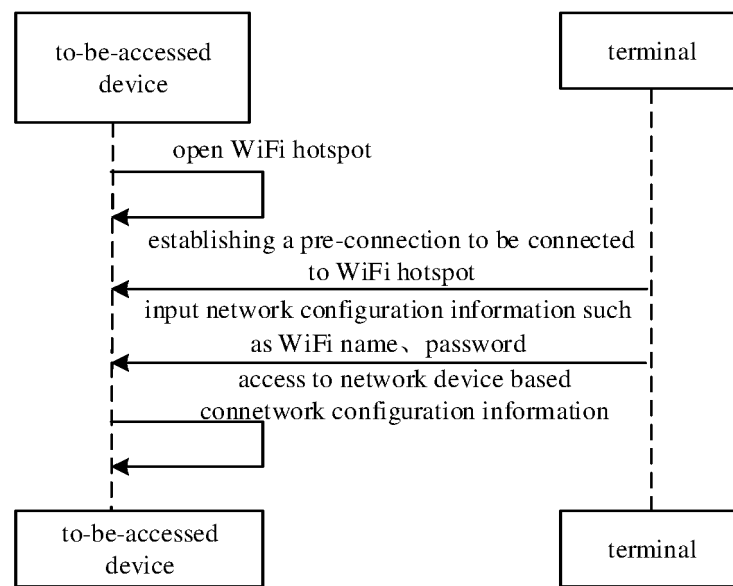 to-be-accessed
device
terminal
open WiFi hotspot
establishing a pre-connection to be connected
to WiFi hotspot
input network configuration information such
as WiFi name、password
access to network device based
connetwork configuration information
to-be-accessed
device
terminal